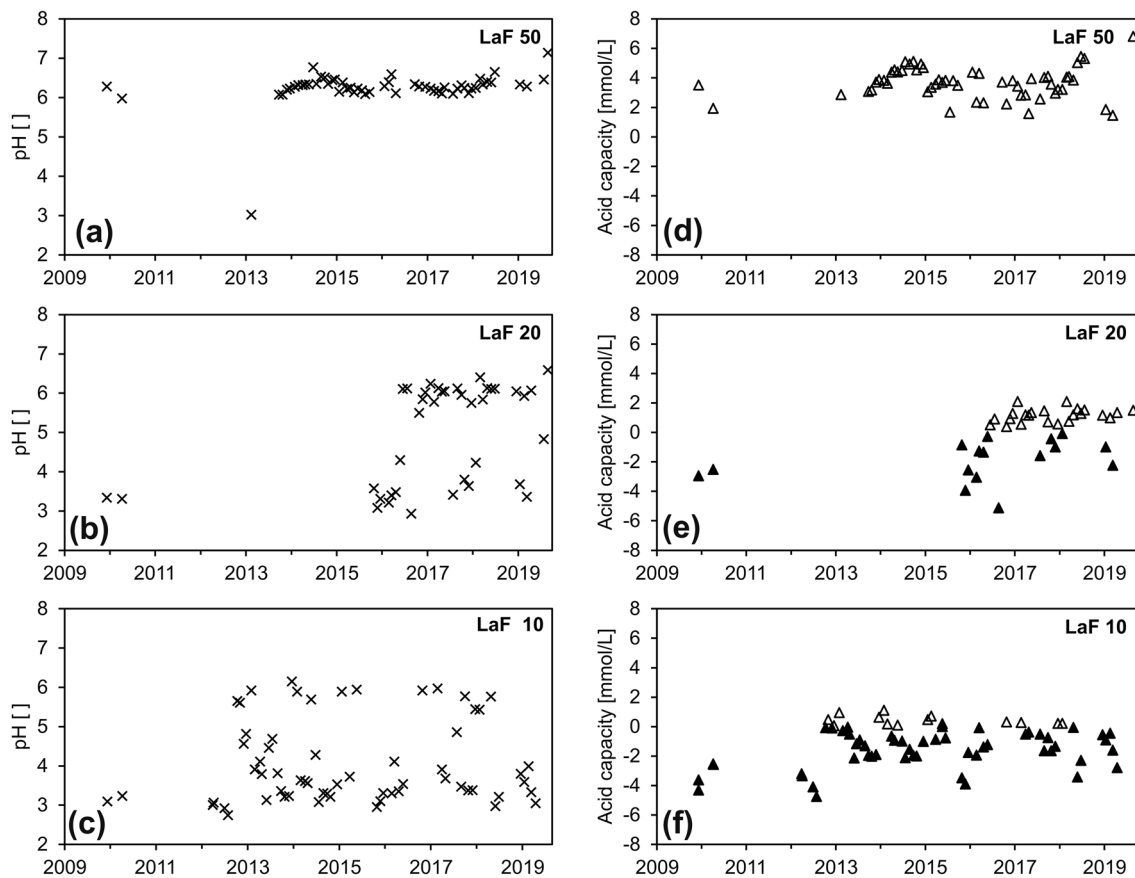 8
7
6
5
4
3
2
pH [ ]
LaF 50
(a)
2009 2011 2013 2015 2017 2019
8
6
4
2
0
-2
-4
-6
-8
Acid capacity [mmol/L]
LaF 50
(d)
2009 2011 2013 2015 2017 2019
8
7
6
5
4
3
2
pH [ ]
LaF 20
(b)
2009 2011 2013 2015 2017 2019
8
6
4
2
0
-2
-4
-6
-8
Acid capacity [mmol/L]
LaF 20
(e)
2009 2011 2013 2015 2017 2019
8
7
6
5
4
3
2
pH [ ]
LaF 10
(c)
2009 2011 2013 2015 2017 2019
8
6
4
2
0
-2
-4
-6
-8
Acid capacity [mmol/L]
LaF 10
(f)
2009 2011 2013 2015 2017 2019